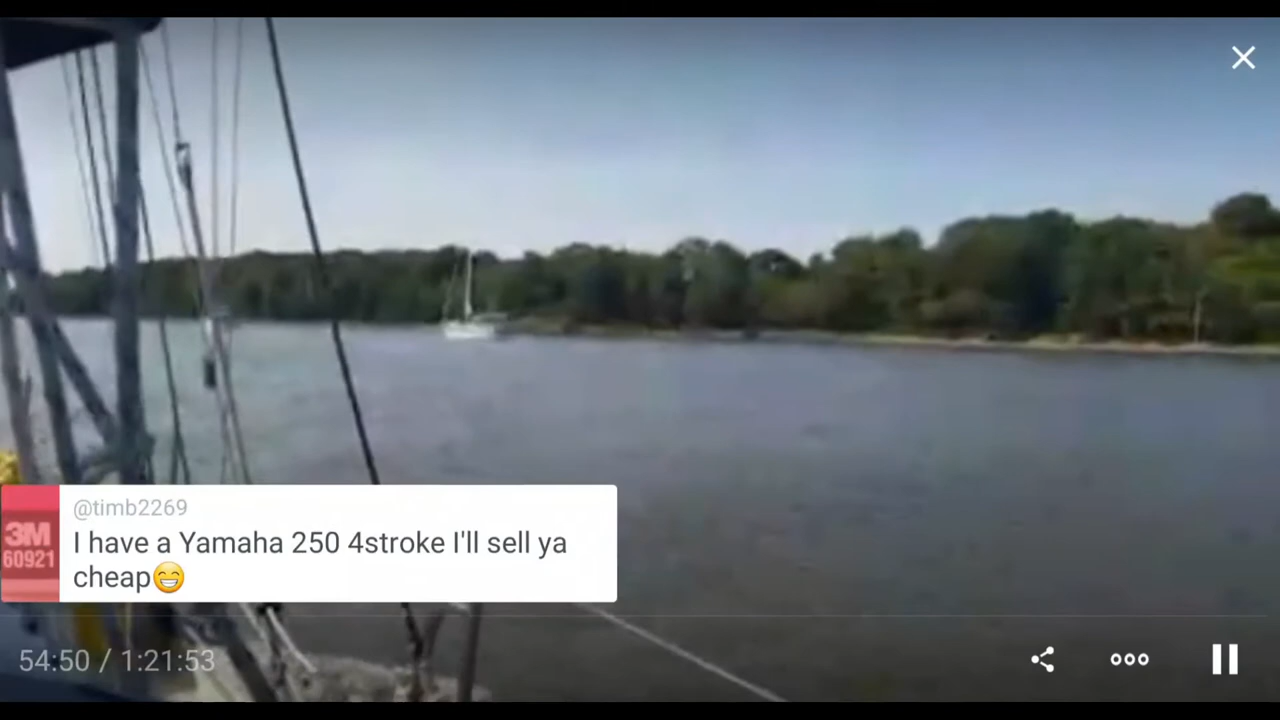 @timb2269
3M
60921
I have a Yamaha 250 4stroke I'll sell ya
cheap😁
54:50 / 1:21:53